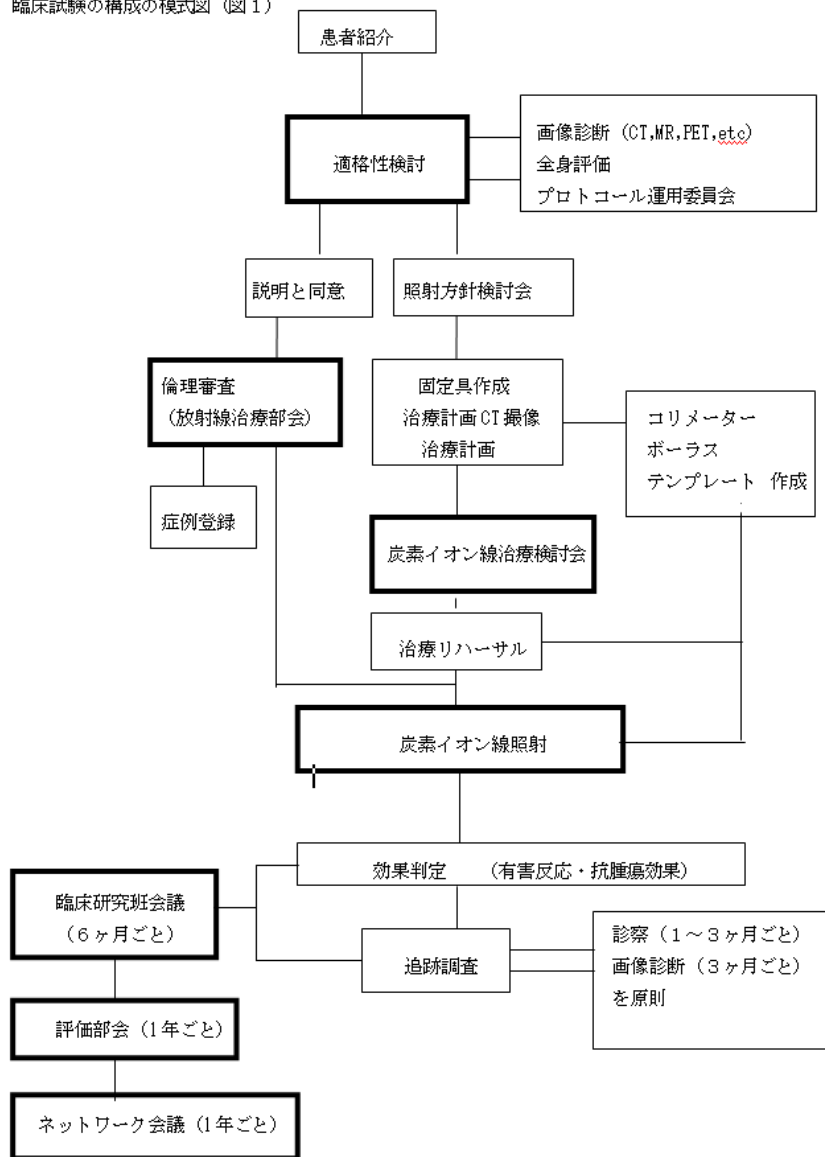 臨床試験の構成の模式図（図１）
患者紹介
適格性検討
画像診断（CT,MR,PET,etc）
全身評価
プロトコール運用委員会
説明と同意
照射方針検討会
倫理審査
（放射線治療部会）
固定具作成
治療計画CT撮像
治療計画
コリメーター
ボーラス
テンプレート　作成
症例登録
炭素イオン線治療検討会
治療リハーサル
炭素イオン線照射
効果判定　　（有害反応・抗腫瘍効果）
臨床研究班会議
（６ヶ月ごと）
追跡調査
診察（１～３ヶ月ごと）
画像診断（３ヶ月ごと）
を原則
評価部会（１年ごと）
ネットワーク会議（１年ごと）